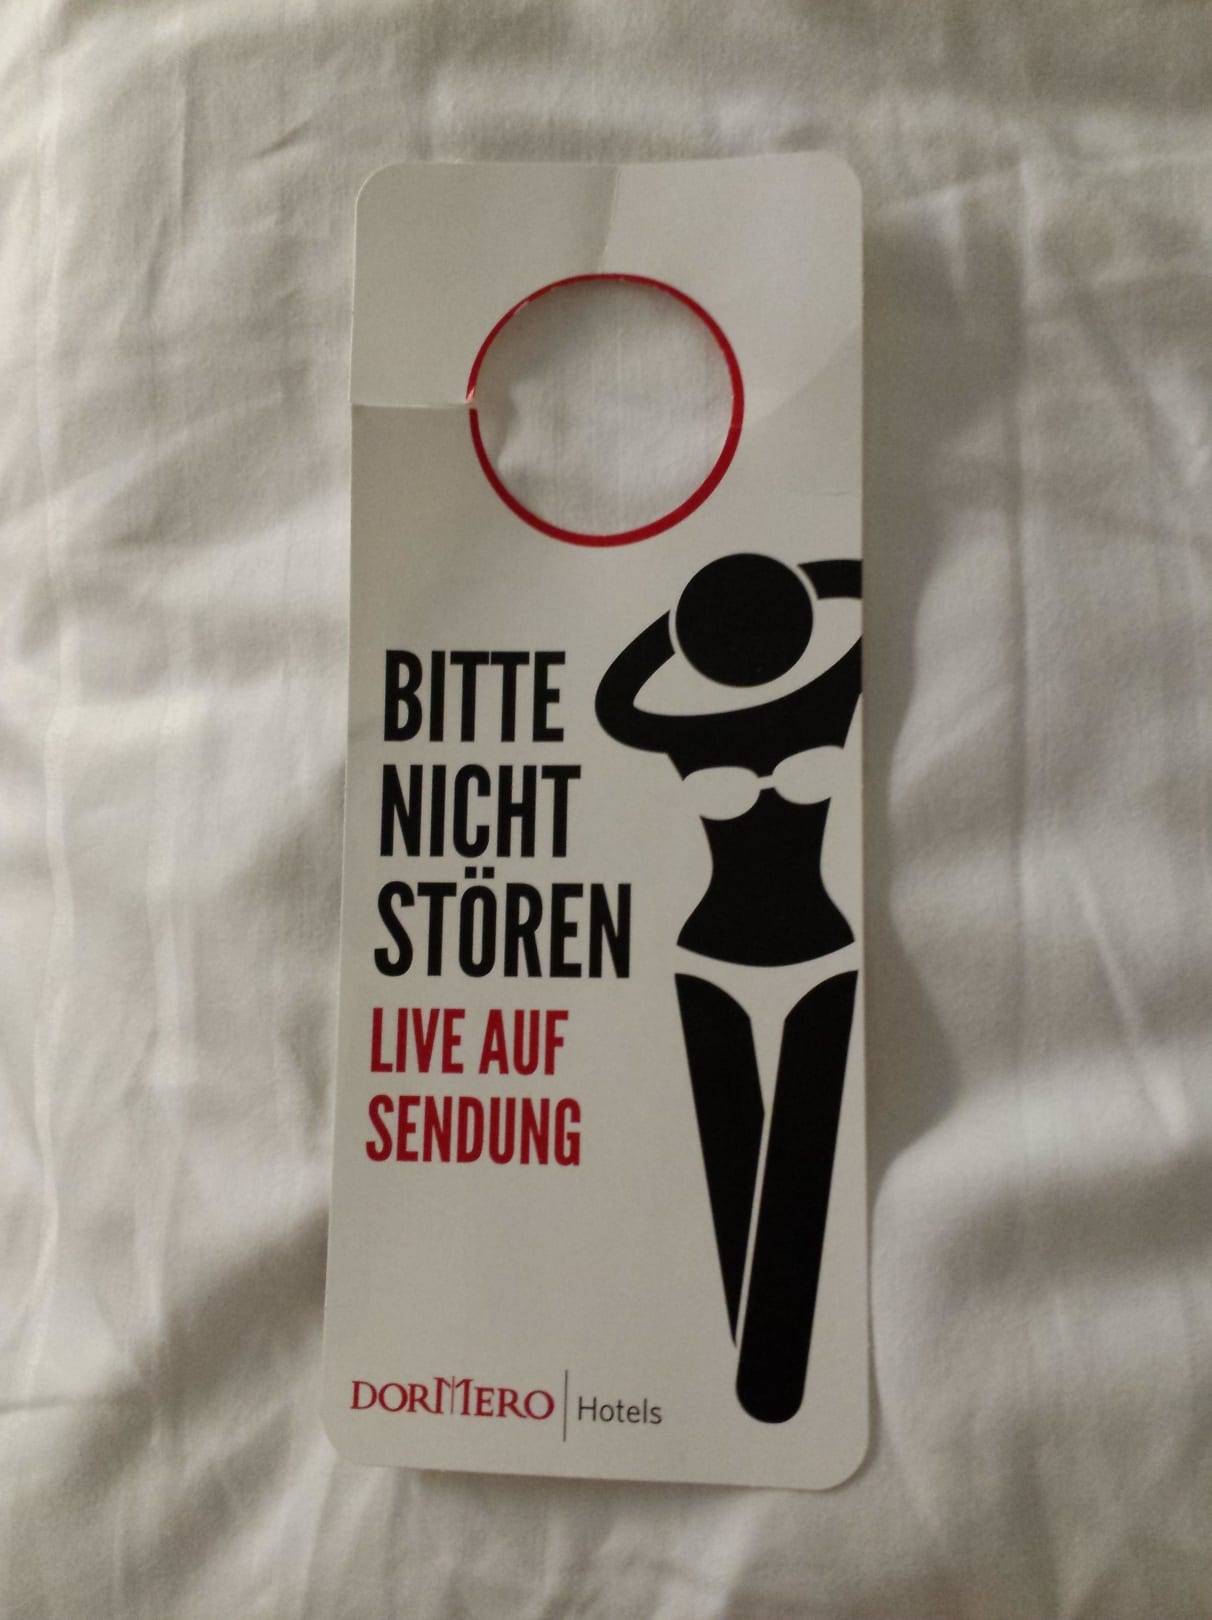 BITTE
NICHT
STÖREN
LIVE AUF
SENDUNG
DORMERO | Hotels